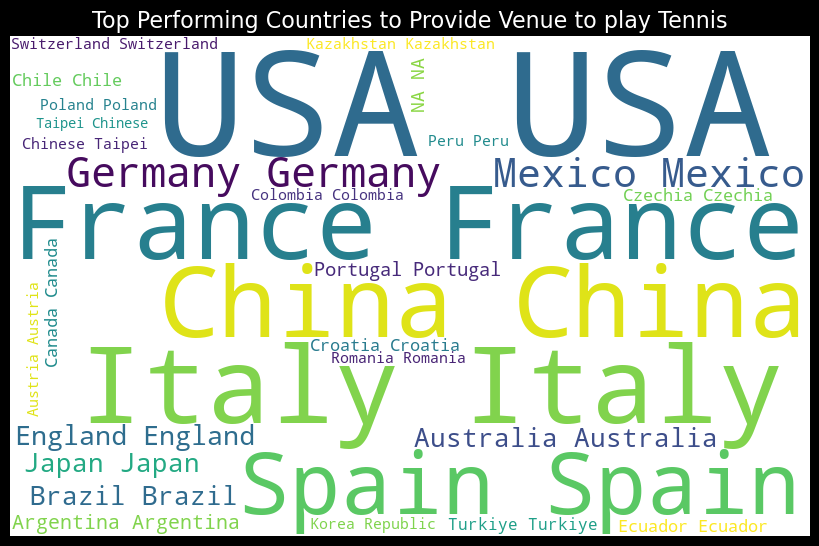 Top Performing Countries to Provide Venue to play Tennis
Switzerland Switzerland
Kazakhstan Kazakhstan
USA USA
NA NA
Chile Chile
Poland Poland
Taipei Chinese
Chinese Taipei
Peru Peru
Germany Germany
Mexico Mexico
Colombia Colombia
Czechia Czechia
France France
Canada Canada
Portugal Portugal
China China
Austria Austria
Croatia Croatia
Romania Romania
Italy Italy
England England
Australia Australia
Japan Japan
Spain Spain
Brazil Brazil
Argentina Argentina
Korea Republic
Turkiye Turkiye
Ecuador Ecuador